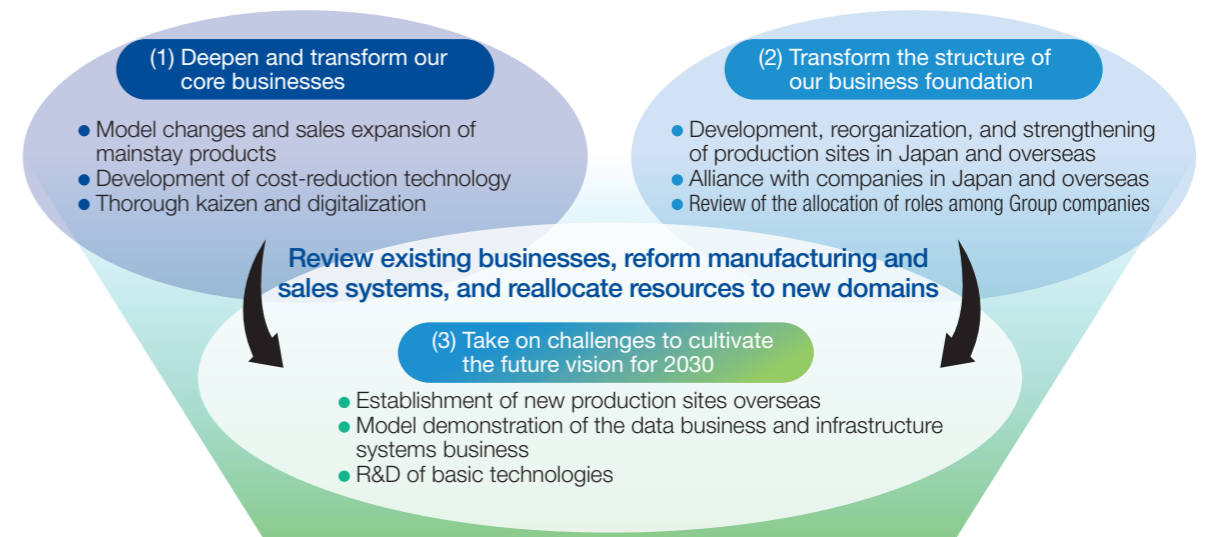 (1) Deepen and transform our
core businesses
● Model changes and sales expansion of
mainstay products
● Development of cost-reduction technology
● Thorough kaizen and digitalization
(2) Transform the structure of
our business foundation
● Development, reorganization, and strengthening
of production sites in Japan and overseas
● Alliance with companies in Japan and overseas
● Review of the allocation of roles among Group companies
Review existing businesses, reform manufacturing and
sales systems, and reallocate resources to new domains
(3) Take on challenges to cultivate
the future vision for 2030
● Establishment of new production sites overseas
● Model demonstration of the data business and infrastructure
systems business
● R&D of basic technologies